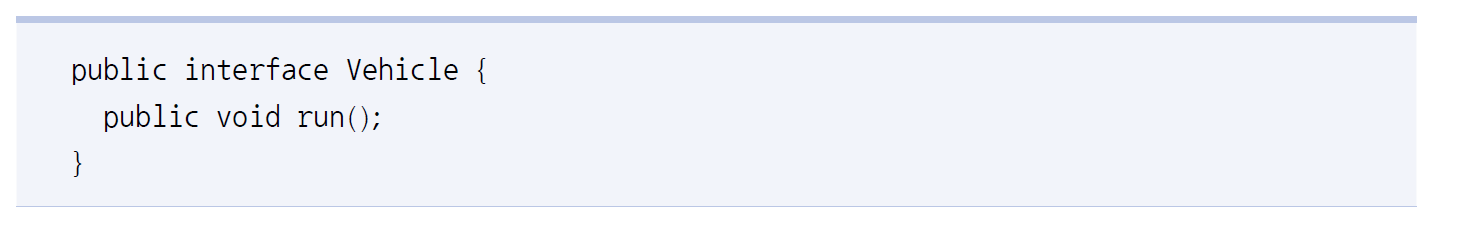 public interface Vehicle {
  public void run();
}